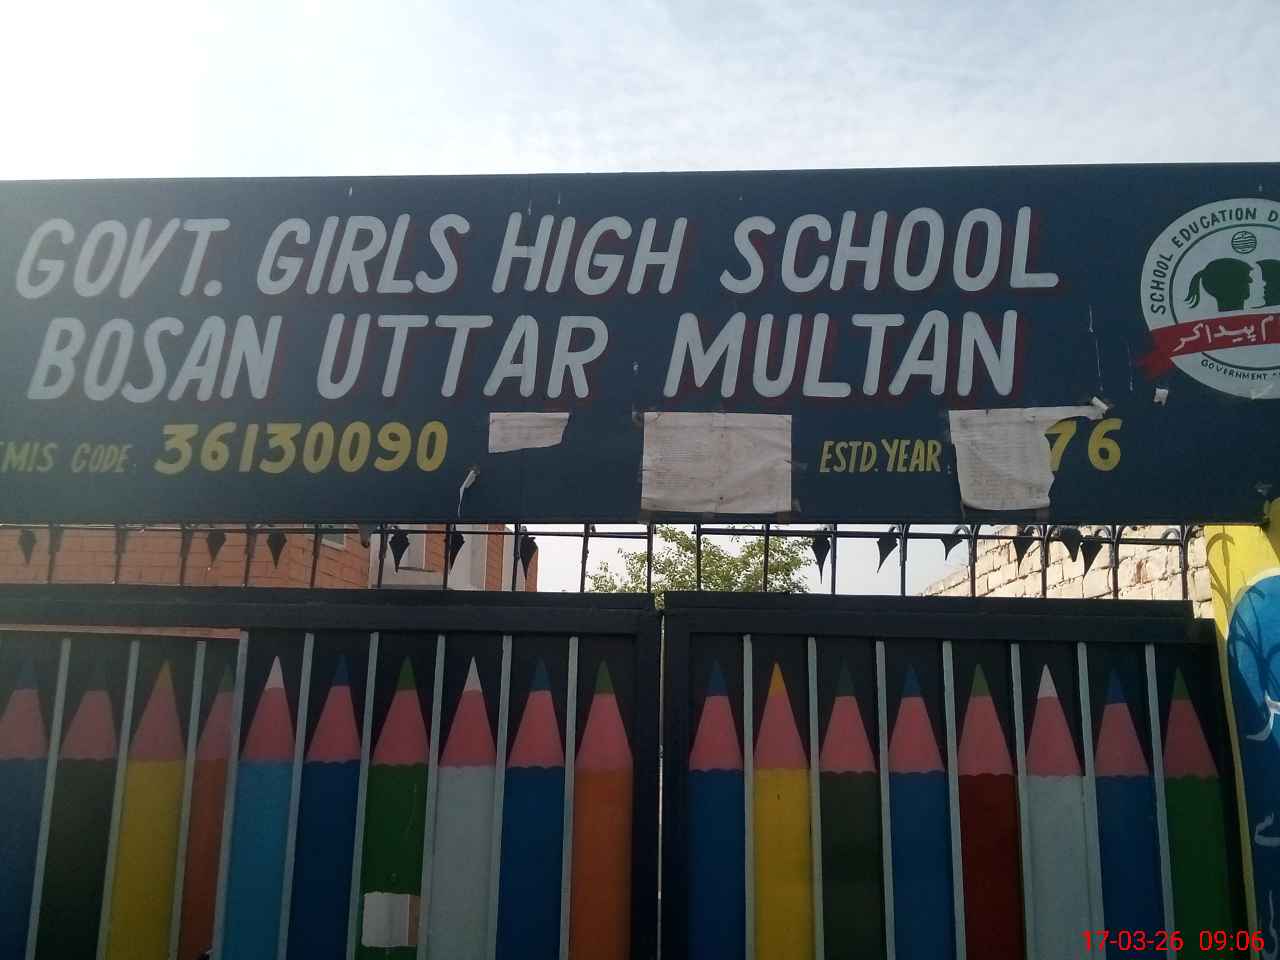 GOVT. GIRLS HIGH SCHOOL
BOSAN UTTAR MULTAN
EMIS CODE. 36130090
ESTD. YEAR: 76
SCHOOL EDUCATION D
م پیدا کر
GOVERNMENT
17-03-26 09:06